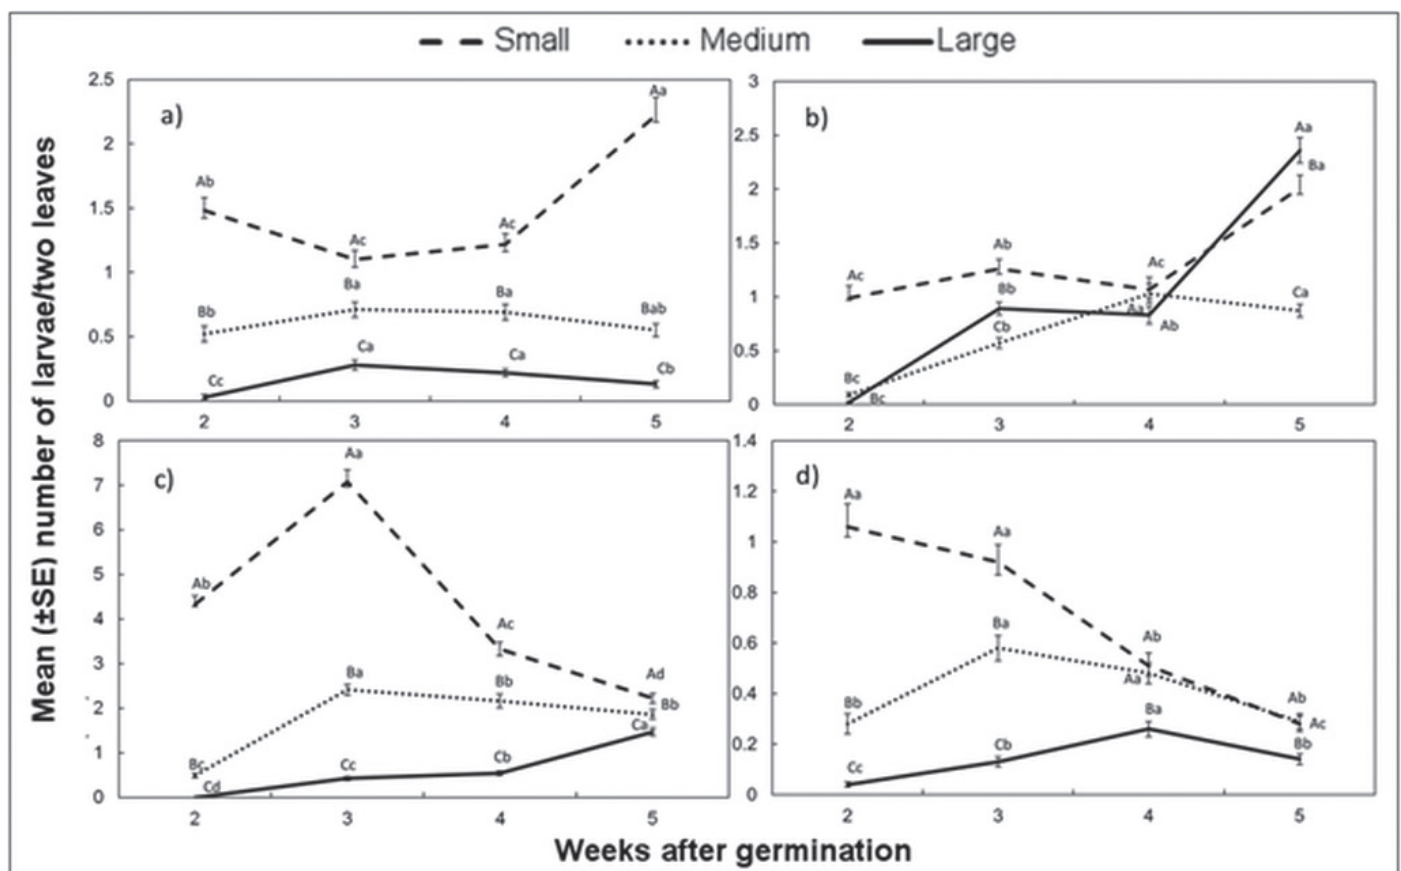 Small Medium Large
Mean (±SE) number of larvae/two leaves
a)
2.5
2
1.5
1
0.5
0
2 3 4 5
Ab Ac Ac Aa
Bb Ba Ba Bab
Cc Ca Ca Cb
b)
3
2.5
2
1.5
1
0.5
0
2 3 4 5
Ac Ab Ac Aa
Ba
Bb Aa Ab Ca
Cb
Bc
Bc
c)
8
7
6
5
4
3
2
1
0
2 3 4 5
Ab Aa Ac Ad
Bc Ba Bb Bb
Cd Cc Cb Ca
d)
1.4
1.2
1
0.8
0.6
0.4
0.2
0
2 3 4 5
Aa Aa Ab Ab
Bb Ba Aa Ac
Cc Cb Ba Bb
Weeks after germination